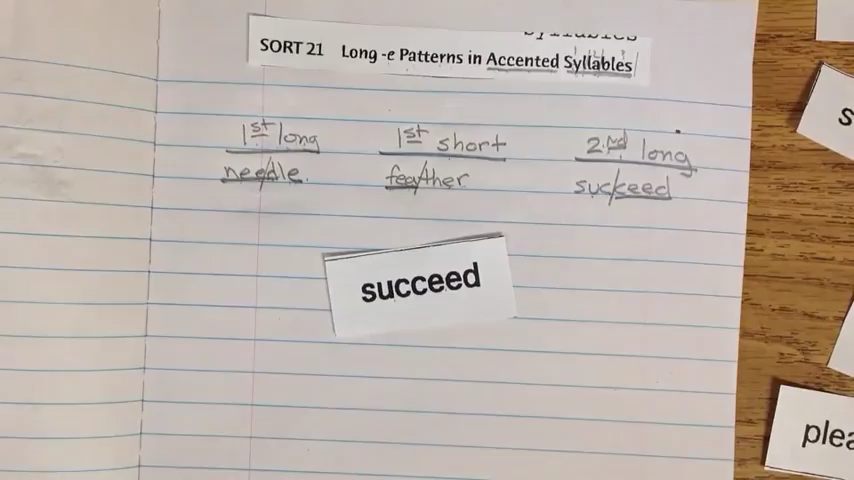 SORT 21 Long -e Patterns in Accented Syllables
1st long 1st short 2nd long
needle feather succeed
succeed
s
plea